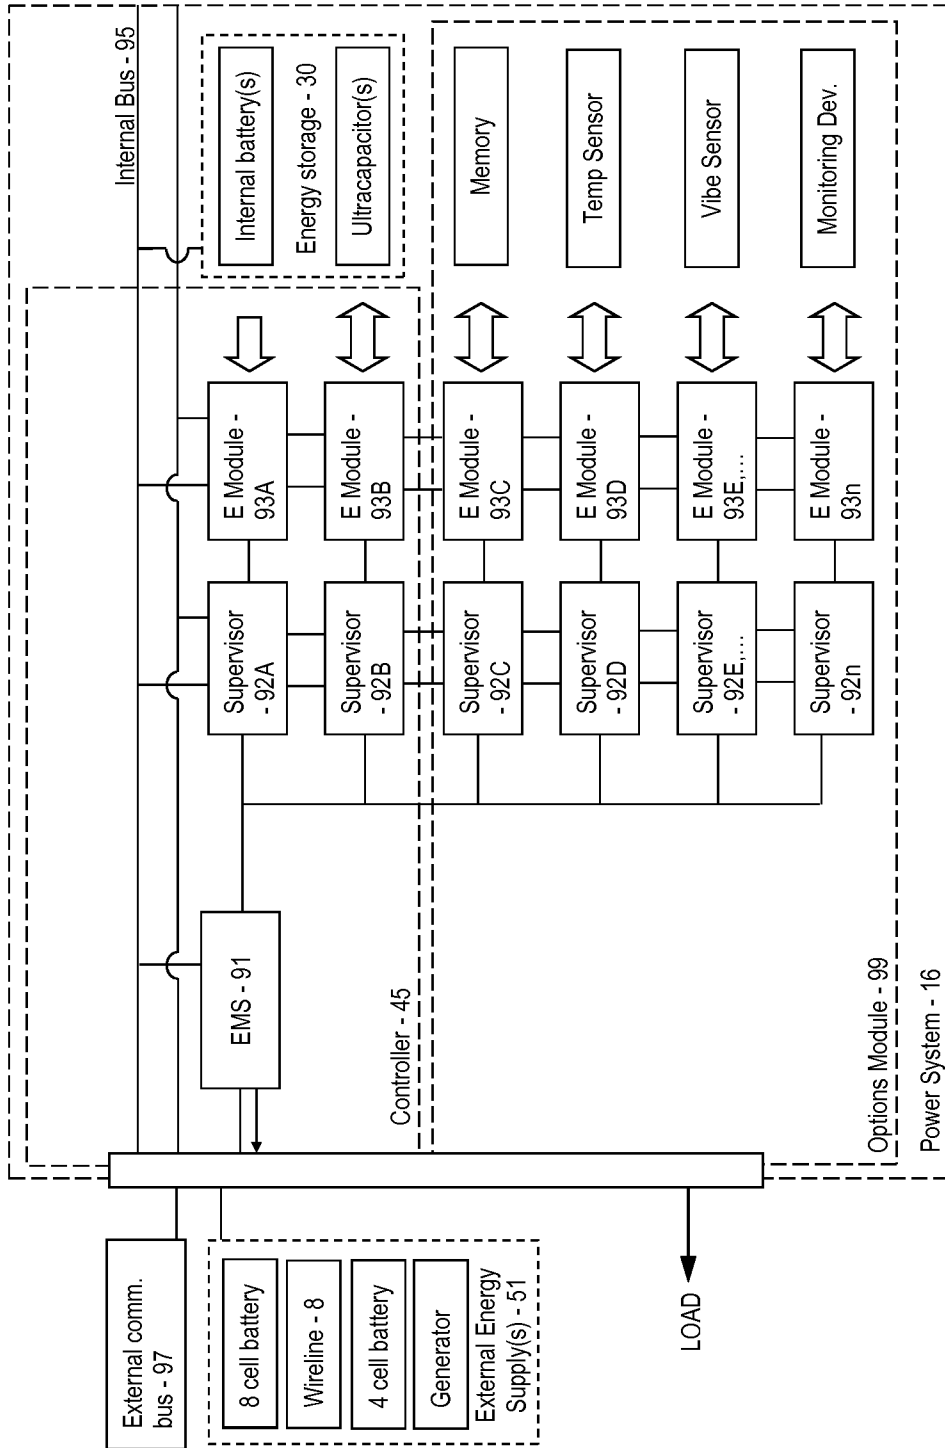 External comm.
bus - 97
8 cell battery
Wireline - 8
4 cell battery
Generator
External Energy
Supply(s) - 51
LOAD
Internal Bus - 95
EMS - 91
Controller - 45
Supervisor
- 92A
Supervisor
- 92B
Supervisor
- 92C
Supervisor
- 92D
Supervisor
- 92E,...
Supervisor -
92n
E Module -
93A
E Module -
93B
E Module -
93C
E Module -
93D
E Module -
93E,...
E Module -
93n
Internal battery(s)
Energy storage - 30
Ultracapacitor(s)
Memory
Temp Sensor
Vibe Sensor
Monitoring Dev.
Options Module - 99
Power System - 16